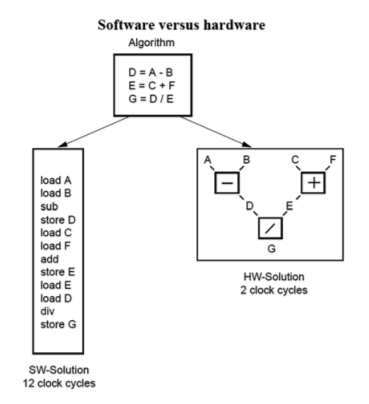 Software versus hardware
Algorithm
D = A - B
E = C + F
G = D / E
load A
load B
sub
store D
load C
load F
add
store E
load E
load D
div
store G
SW-Solution
12 clock cycles
A B C F
− +
D E
/
G
HW-Solution
2 clock cycles